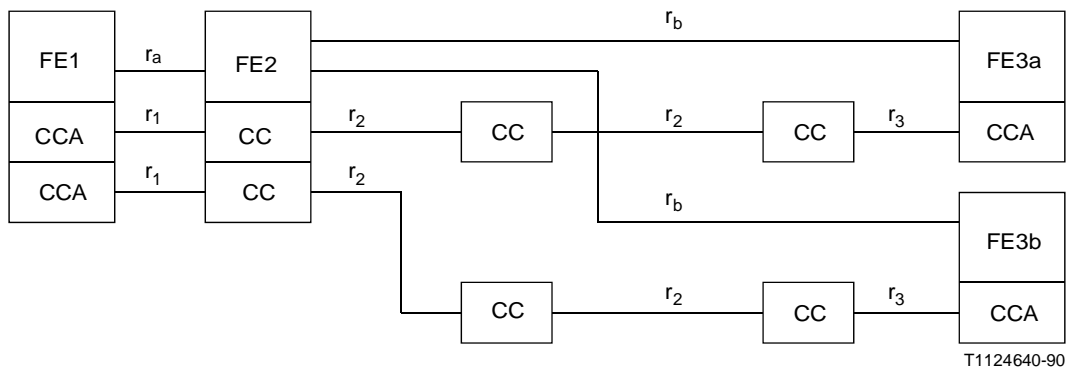 r_b
FE1 r_a FE2 FE3a
CCA r_1 CC r_2 CC r_2 CC r_3 CCA
CCA r_1 CC r_2
r_b
FE3b
CC r_2 CC r_3 CCA
T1124640-90